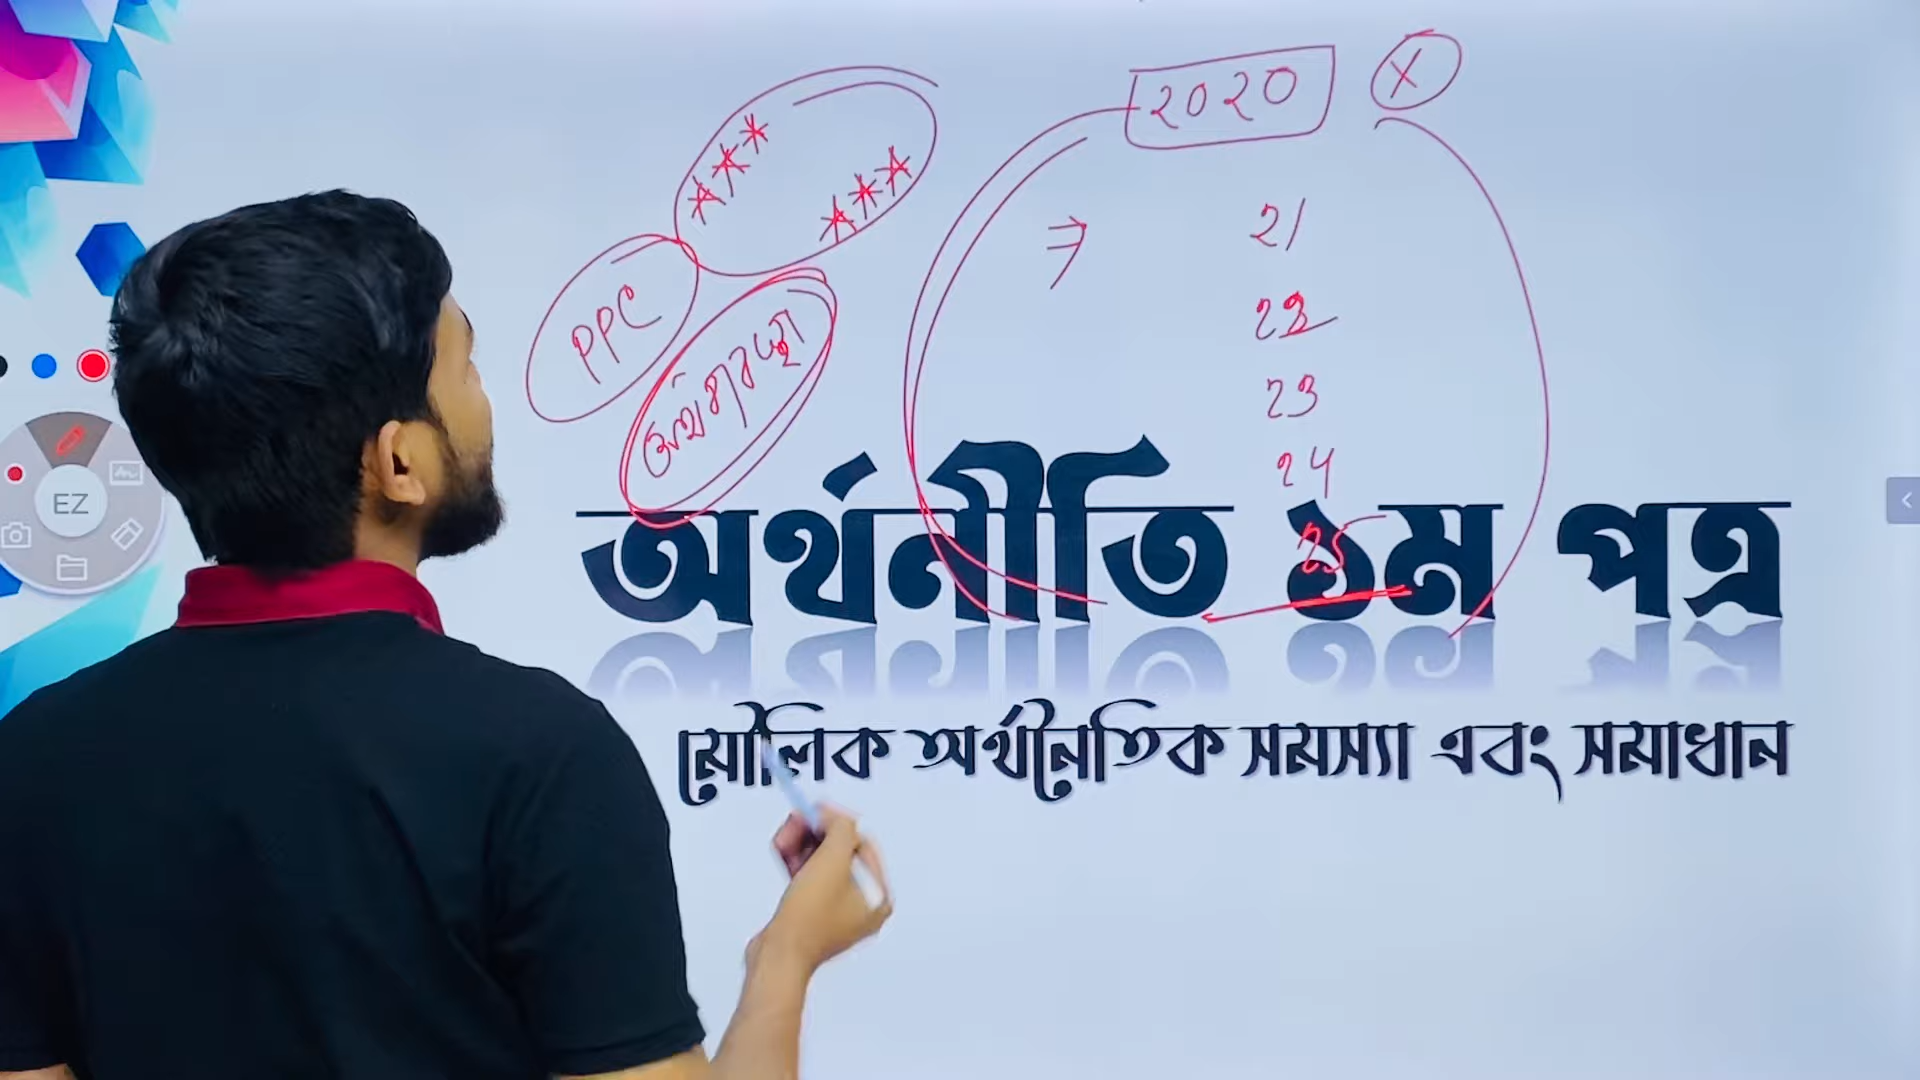 2020
X
21
22
23
24
25
PPC
অর্থব্যবস্থা
EZ
অর্থনীতি ১ম পত্র
মৌলিক অর্থনৈতিক সমস্যা এবং সমাধান